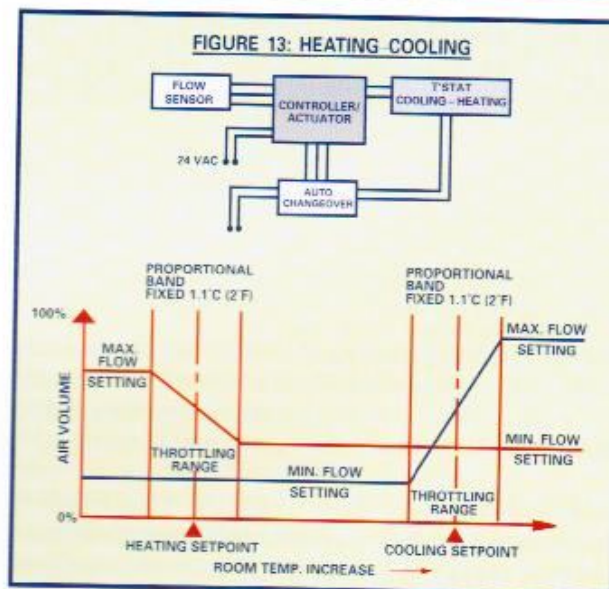 FIGURE 13: HEATING COOLING
FLOW
SENSOR
CONTROLLER/
ACTUATOR
T'STAT
COOLING - HEATING
24 VAC
AUTO
CHANGEOVER
PROPORTIONAL
BAND
FIXED 1.1°C (2°F)
PROPORTIONAL
BAND
FIXED 1.1°C (2°F)
100%
MAX.
FLOW
SETTING
MAX. FLOW
SETTING
AIR VOLUME
THROTTLING
RANGE
MIN. FLOW
SETTING
MIN. FLOW
SETTING
THROTTLING
RANGE
0%
HEATING SETPOINT
COOLING SETPOINT
ROOM TEMP. INCREASE